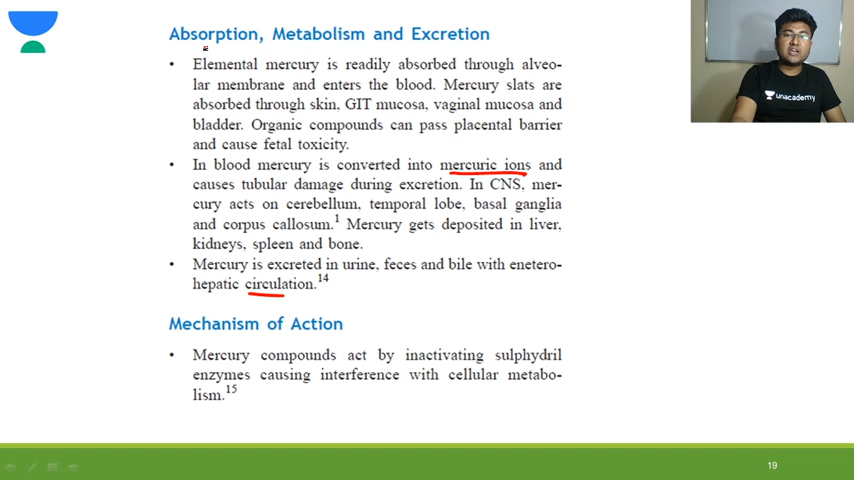 Absorption, Metabolism and Excretion
• Elemental mercury is readily absorbed through alveo-
lar membrane and enters the blood. Mercury slats are
absorbed through skin, GIT mucosa, vaginal mucosa and
bladder. Organic compounds can pass placental barrier
and cause fetal toxicity.
• In blood mercury is converted into mercuric ions and
causes tubular damage during excretion. In CNS, mer-
cury acts on cerebellum, temporal lobe, basal ganglia
and corpus callosum.1 Mercury gets deposited in liver,
kidneys, spleen and bone.
• Mercury is excreted in urine, feces and bile with enetero-
hepatic circulation.14
Mechanism of Action
• Mercury compounds act by inactivating sulphydril
enzymes causing interference with cellular metabo-
lism.15
unacademy
19